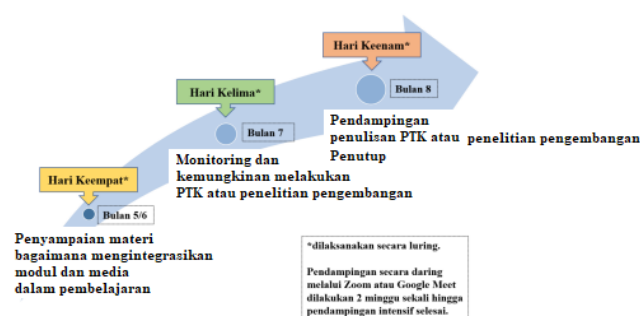 Hari Keenam*
Bulan 8
Pendampingan
penulisan PTK atau penelitian pengembangan
Penutup
Hari Kelima*
Bulan 7
Monitoring dan
kemungkinan melakukan
PTK atau penelitian pengembangan
Hari Keempat*
Bulan 5/6
Penyampaian materi
bagaimana mengintegrasikan
modul dan media
dalam pembelajaran
*dilaksanakan secara luring.
Pendampingan secara daring
melalui Zoom atau Google Meet
dilakukan 2 minggu sekali hingga
pendampingan intensif selesai.